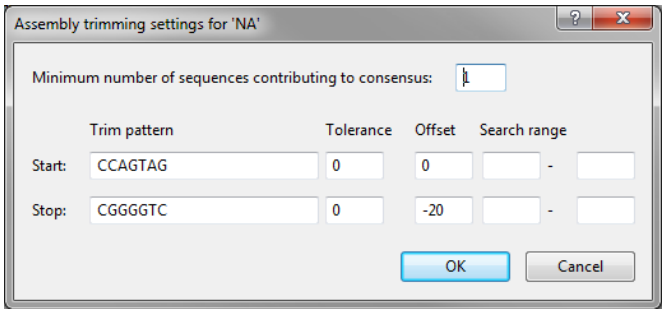 Assembly trimming settings for 'NA'
Minimum number of sequences contributing to consensus: 1
Trim pattern Tolerance Offset Search range
Start: CCAGTAG 0 0 -
Stop: CGGGGTC 0 -20 -
OK Cancel